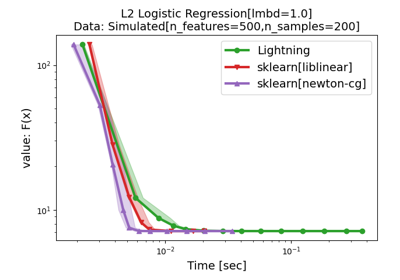 L2 Logistic Regression[lmbd=1.0]
Data: Simulated[n_features=500,n_samples=200]
Lightning
sklearn[liblinear]
sklearn[newton-cg]
value: F(x)
10²
10¹
10⁻²
10⁻¹
Time [sec]